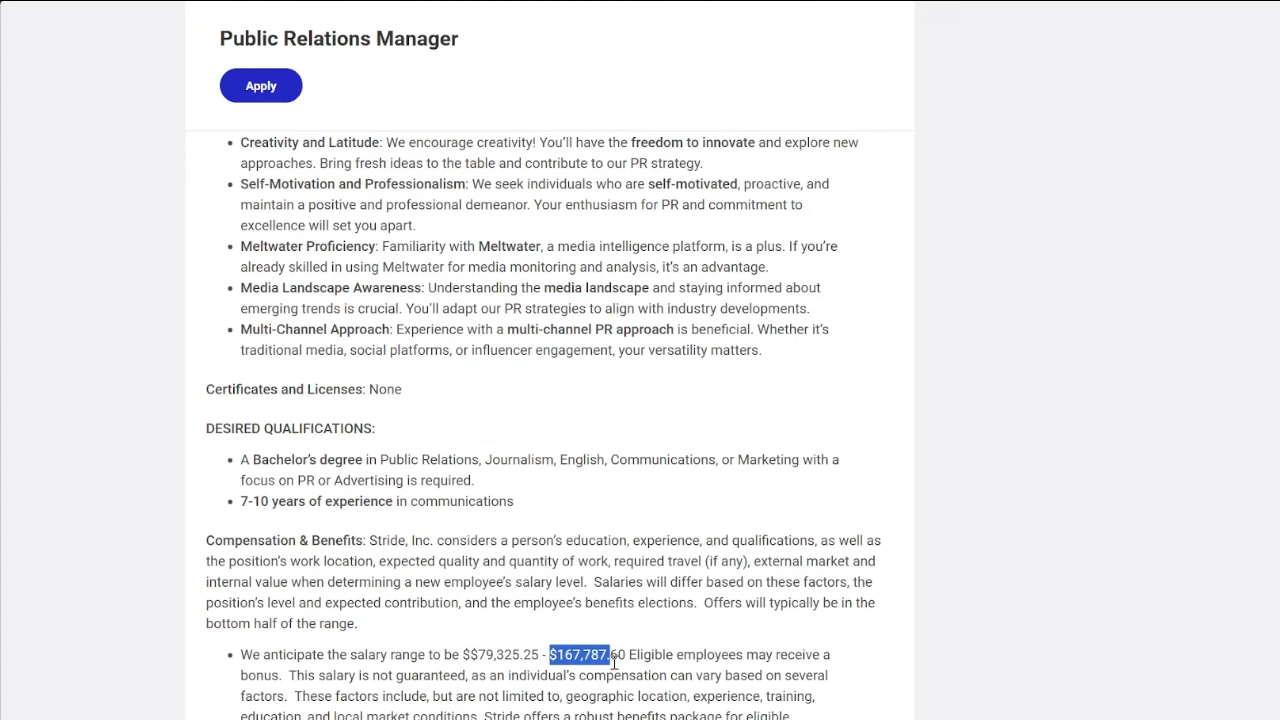 Public Relations Manager
Apply
• Creativity and Latitude: We encourage creativity! You'll have the freedom to innovate and explore new
approaches. Bring fresh ideas to the table and contribute to our PR strategy.
• Self-Motivation and Professionalism: We seek individuals who are self-motivated, proactive, and
maintain a positive and professional demeanor. Your enthusiasm for PR and commitment to
excellence will set you apart.
• Meltwater Proficiency: Familiarity with Meltwater, a media intelligence platform, is a plus. If you're
already skilled in using Meltwater for media monitoring and analysis, it's an advantage.
• Media Landscape Awareness: Understanding the media landscape and staying informed about
emerging trends is crucial. You'll adapt our PR strategies to align with industry developments.
• Multi-Channel Approach: Experience with a multi-channel PR approach is beneficial. Whether it's
traditional media, social platforms, or influencer engagement, your versatility matters.
Certificates and Licenses: None
DESIRED QUALIFICATIONS:
• A Bachelor's degree in Public Relations, Journalism, English, Communications, or Marketing with a
focus on PR or Advertising is required.
• 7-10 years of experience in communications
Compensation & Benefits: Stride, Inc. considers a person's education, experience, and qualifications, as well as
the position's work location, expected quality and quantity of work, required travel (if any), external market and
internal value when determining a new employee's salary level.  Salaries will differ based on these factors, the
position's level and expected contribution, and the employee's benefits elections.  Offers will typically be in the
bottom half of the range.
• We anticipate the salary range to be $$79,325.25 - $167,787.60 Eligible employees may receive a
bonus.  This salary is not guaranteed, as an individual's compensation can vary based on several
factors.  These factors include, but are not limited to, geographic location, experience, training,
education, and local market conditions. Stride offers a robust benefits package for eligible